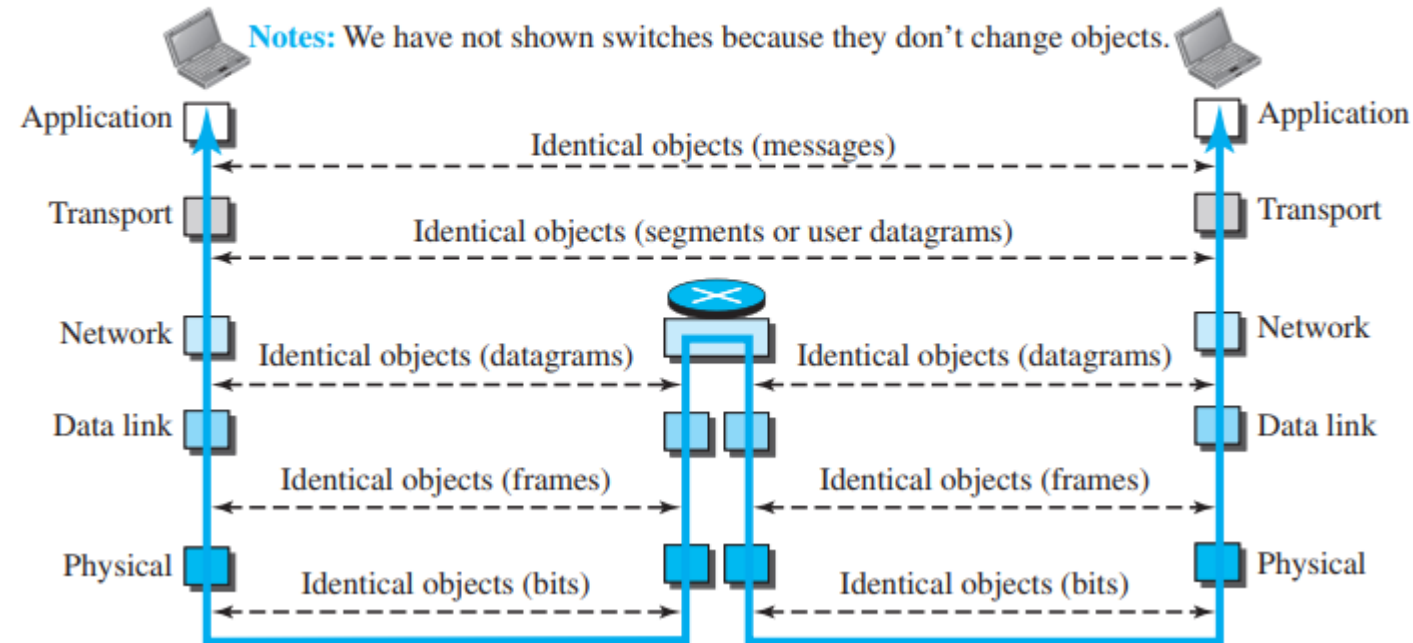 Notes: We have not shown switches because they don’t change objects.
Application
Application
Identical objects (messages)
Transport
Transport
Identical objects (segments or user datagrams)
Network
Network
Identical objects (datagrams)
Identical objects (datagrams)
Data link
Data link
Identical objects (frames)
Identical objects (frames)
Physical
Physical
Identical objects (bits)
Identical objects (bits)